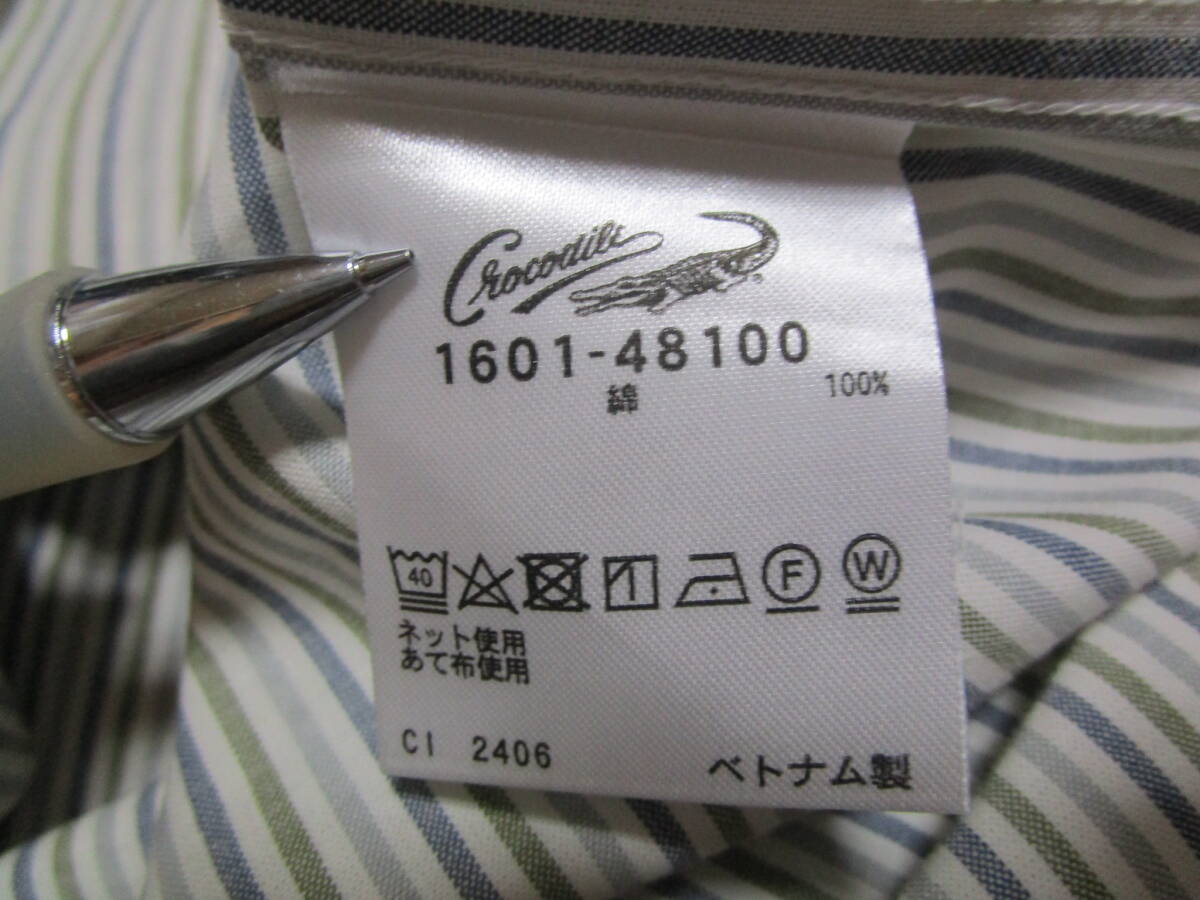 Crocodile
1601-48100
綿 100%
40 F W
ネット使用
あて布使用
CI 2406 ベトナム製